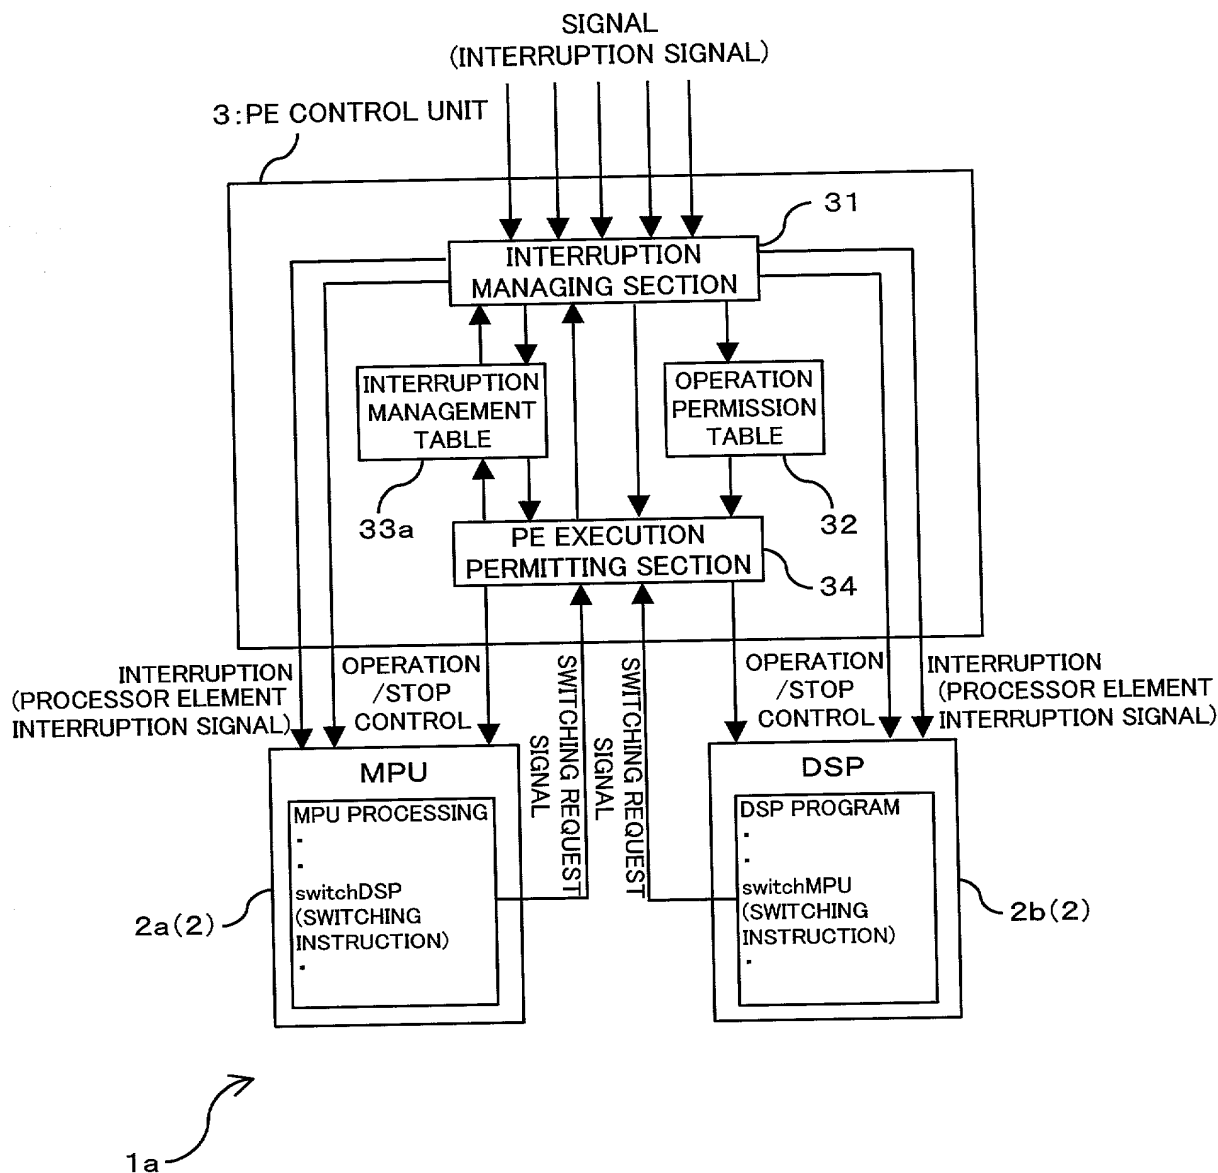 SIGNAL
(INTERRUPTION SIGNAL)
3:PE CONTROL UNIT
31
INTERRUPTION
MANAGING SECTION
INTERRUPTION
MANAGEMENT
TABLE
OPERATION
PERMISSION
TABLE
33a
32
PE EXECUTION
PERMITTING SECTION
34
INTERRUPTION
(PROCESSOR ELEMENT
INTERRUPTION SIGNAL)
OPERATION
/STOP
CONTROL
SWITCHING REQUEST
SIGNAL
SWITCHING REQUEST
SIGNAL
OPERATION
/STOP
CONTROL
INTERRUPTION
(PROCESSOR ELEMENT
INTERRUPTION SIGNAL)
MPU
MPU PROCESSING
.
.
switchDSP
(SWITCHING
INSTRUCTION)
.
2a(2)
DSP
DSP PROGRAM
.
.
switchMPU
(SWITCHING
INSTRUCTION)
.
2b(2)
1a